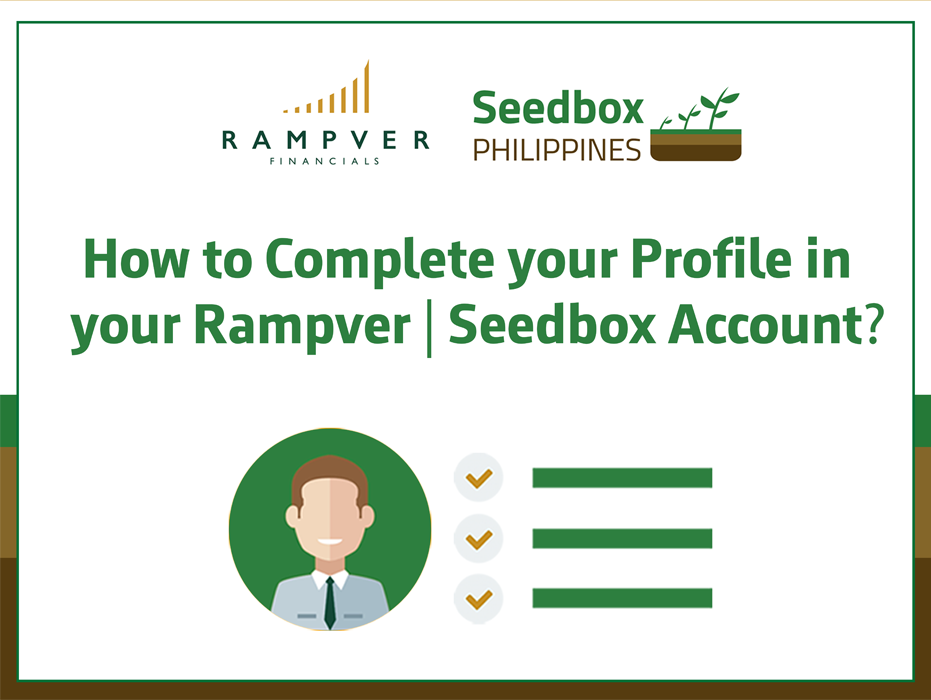 RAMPVER
FINANCIALS
Seedbox
PHILIPPINES
How to Complete your Profile in
your Rampver | Seedbox Account?